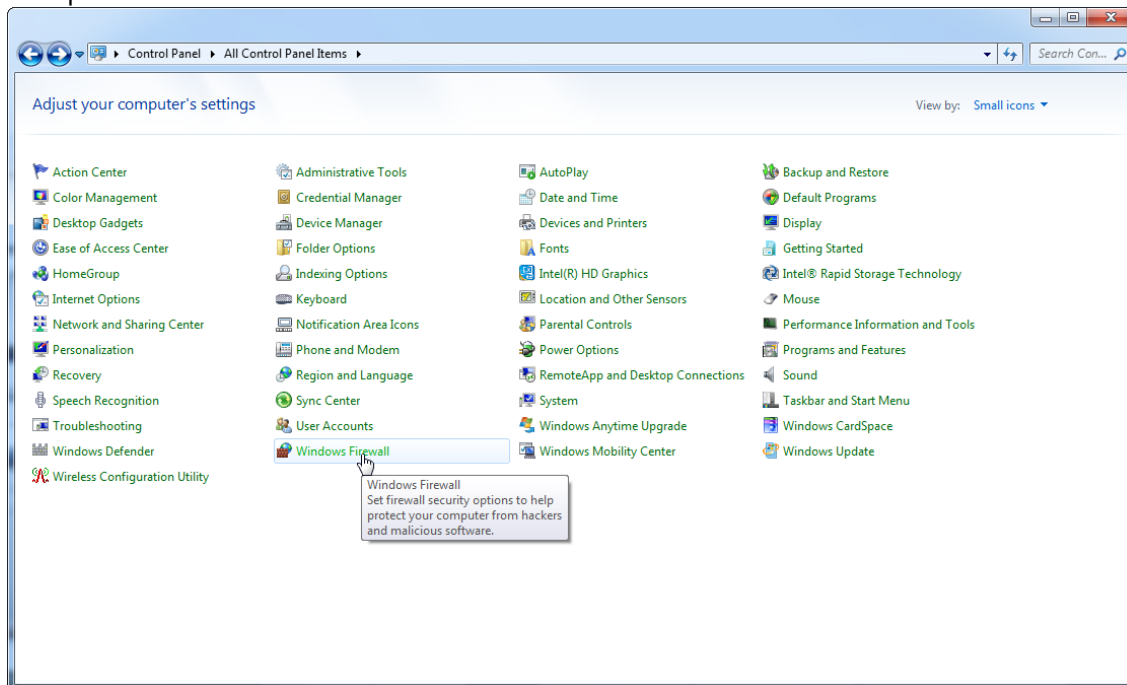 Control Panel All Control Panel Items Search Con...
Adjust your computer's settings View by: Small icons
Action Center Administrative Tools AutoPlay Backup and Restore
Color Management Credential Manager Date and Time Default Programs
Desktop Gadgets Device Manager Devices and Printers Display
Ease of Access Center Folder Options Fonts Getting Started
HomeGroup Indexing Options Intel(R) HD Graphics Intel® Rapid Storage Technology
Internet Options Keyboard Location and Other Sensors Mouse
Network and Sharing Center Notification Area Icons Parental Controls Performance Information and Tools
Personalization Phone and Modem Power Options Programs and Features
Recovery Region and Language RemoteApp and Desktop Connections Sound
Speech Recognition Sync Center System Taskbar and Start Menu
Troubleshooting User Accounts Windows Anytime Upgrade Windows CardSpace
Windows Defender Windows Firewall Windows Mobility Center Windows Update
Wireless Configuration Utility
Windows Firewall
Set firewall security options to help
protect your computer from hackers
and malicious software.